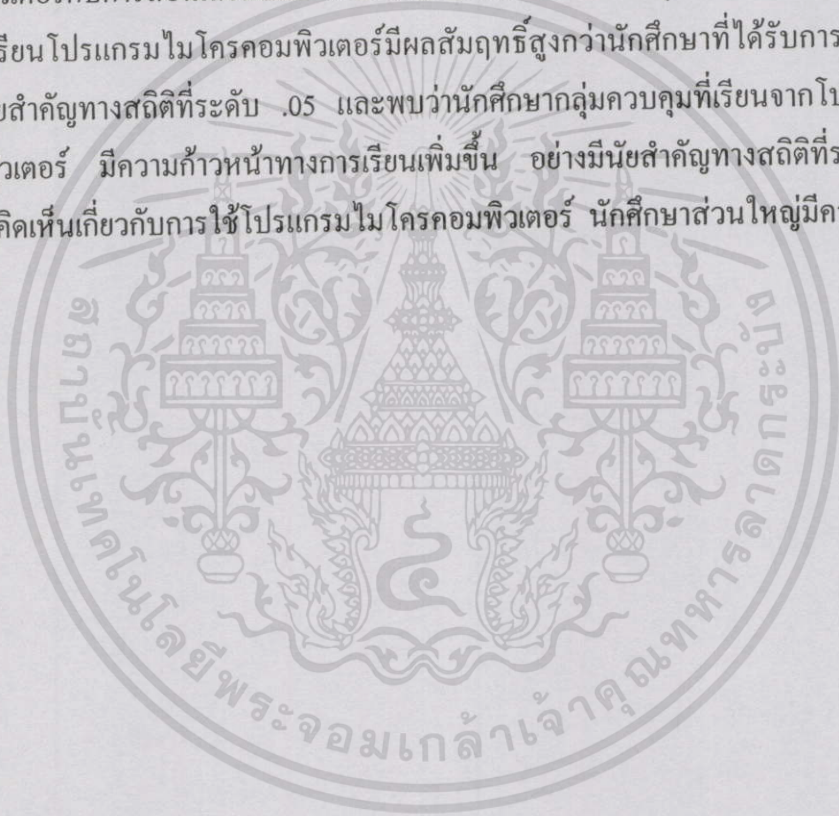 รียนโปรแกรมไมโครคอมพิวเตอร์มีผลสัมฤทธิ์สูงกว่านักศึกษาที่ได้รับการ
ยสำคัญทางสถิติที่ระดับ .05 และพบว่านักศึกษากลุ่มควบคุมที่เรียนจากโป
วเตอร์ มีความก้าวหน้าทางการเรียนเพิ่มขึ้น อย่างมีนัยสำคัญทางสถิติที่ร
คิดเห็นเกี่ยวกับการใช้โปรแกรมไมโครคอมพิวเตอร์ นักศึกษาส่วนใหญ่มีคว
สถาบันเทคโนโลยีพระจอมเกล้าเจ้าคุณทหารลาดกระบัง